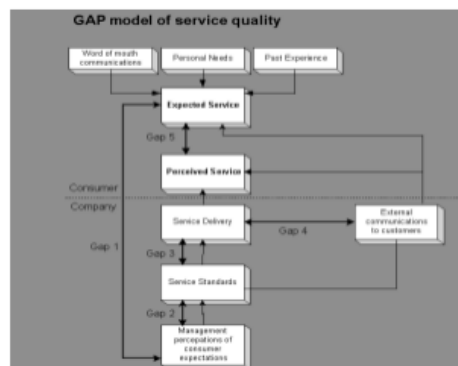 GAP model of service quality
Word of mouth
communications
Personal Needs
Past Experience
Expected Service
Gap 5
Perceived Service
Consumer
Company
Gap 1
Service Delivery
Gap 4
External
communications
to customers
Gap 3
Service Standards
Gap 2
Management
percepations of
consumer
expectations